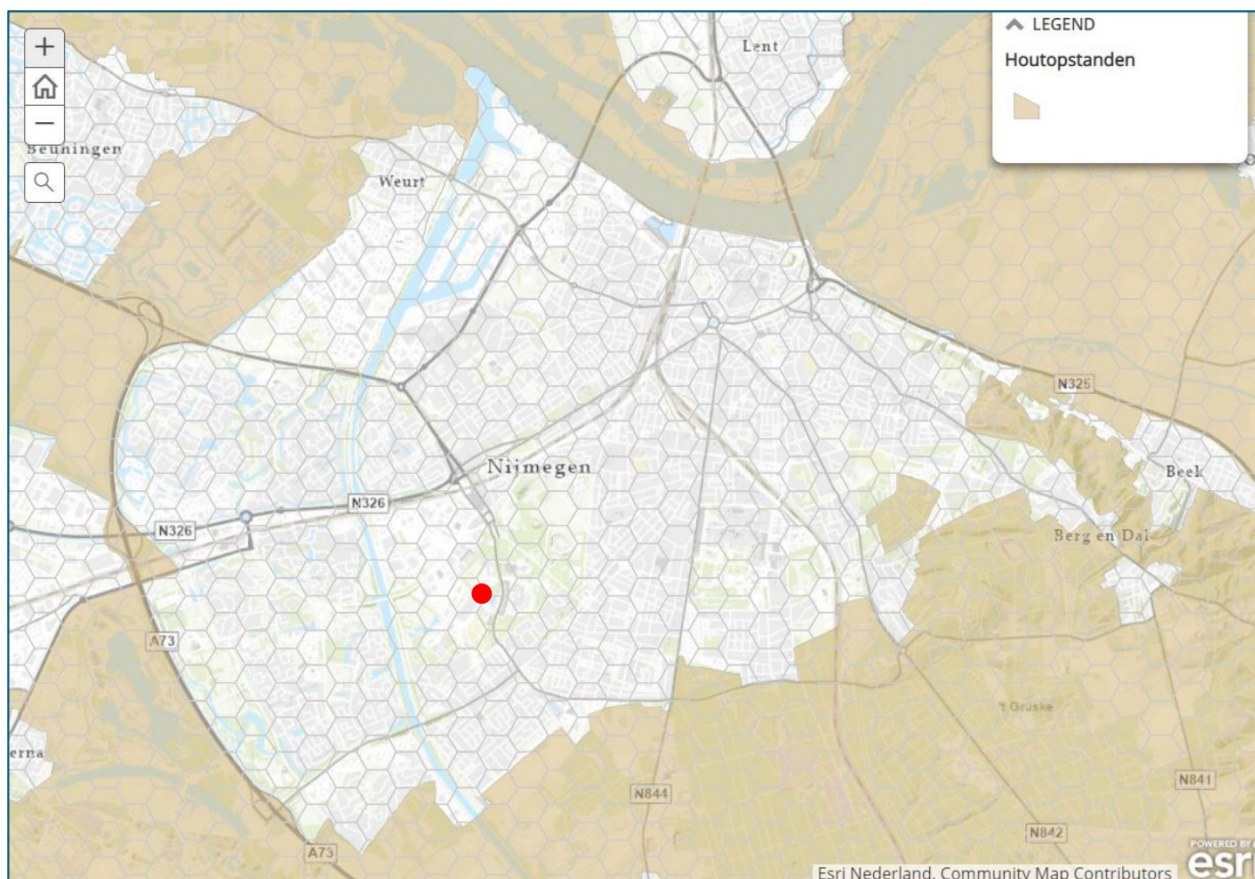 +
−
LEGEND
Houtopstanden
Lent
Beuningen
Weurt
N325
Nijmegen
Beek
N326
N326
Berg en Dal
A73
't Grüske
erna
N844
N841
N842
A73
POWERED BY
esri
Esri Nederland, Community Map Contributors